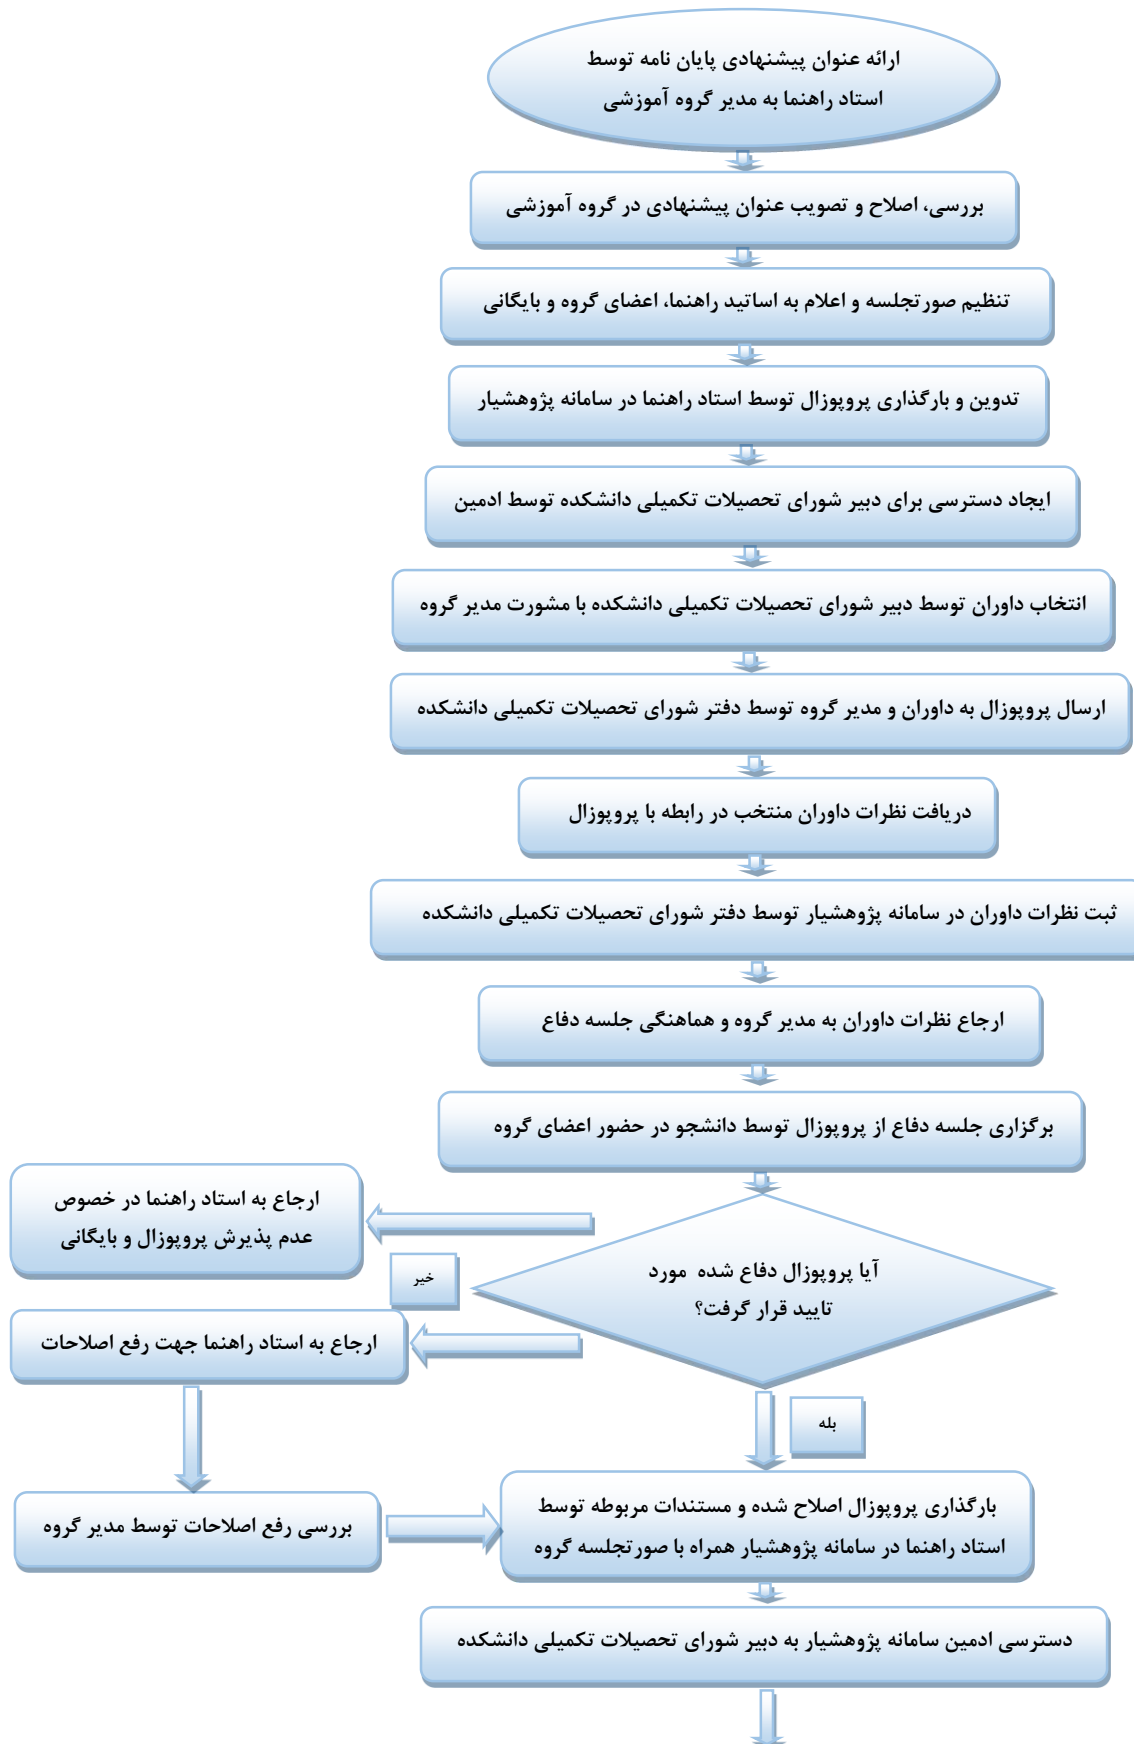 ارائه عنوان پیشنهادی پایان نامه توسط
استاد راهنما به مدیر گروه آموزشی
بررسی، اصلاح و تصویب عنوان پیشنهادی در گروه آموزشی
تنظیم صورتجلسه و اعلام به اساتید راهنما، اعضای گروه و بایگانی
تدوین و بارگذاری پروپوزال توسط استاد راهنما در سامانه پژوهشیار
ایجاد دسترسی برای دبیر شورای تحصیلات تکمیلی دانشکده توسط ادمین
انتخاب داوران توسط دبیر شورای تحصیلات تکمیلی دانشکده با مشورت مدیر گروه
ارسال پروپوزال به داوران و مدیر گروه توسط دفتر شورای تحصیلات تکمیلی دانشکده
دریافت نظرات داوران منتخب در رابطه با پروپوزال
ثبت نظرات داوران در سامانه پژوهشیار توسط دفتر شورای تحصیلات تکمیلی دانشکده
ارجاع نظرات داوران به مدیر گروه و هماهنگی جلسه دفاع
برگزاری جلسه دفاع از پروپوزال توسط دانشجو در حضور اعضای گروه
آیا پروپوزال دفاع شده مورد
تایید قرار گرفت؟
خیر
ارجاع به استاد راهنما در خصوص
عدم پذیرش پروپوزال و بایگانی
ارجاع به استاد راهنما جهت رفع اصلاحات
بله
بررسی رفع اصلاحات توسط مدیر گروه
بارگذاری پروپوزال اصلاح شده و مستندات مربوطه توسط
استاد راهنما در سامانه پژوهشیار همراه با صورتجلسه گروه
دسترسی ادمین سامانه پژوهشیار به دبیر شورای تحصیلات تکمیلی دانشکده